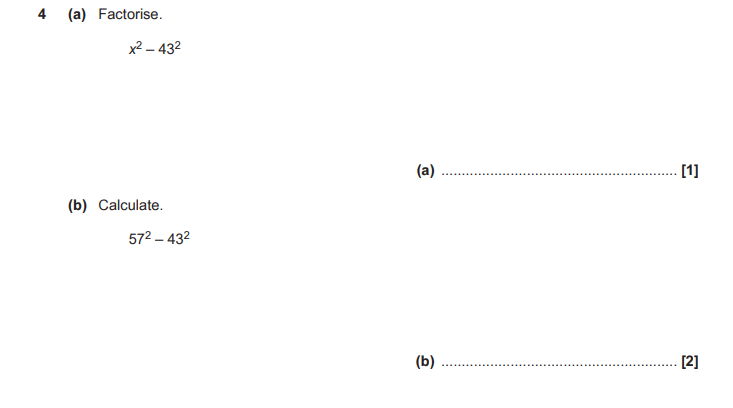 4 (a) Factorise.
x² – 43²
(a) .......................................................... [1]
(b) Calculate.
57² – 43²
(b) .......................................................... [2]